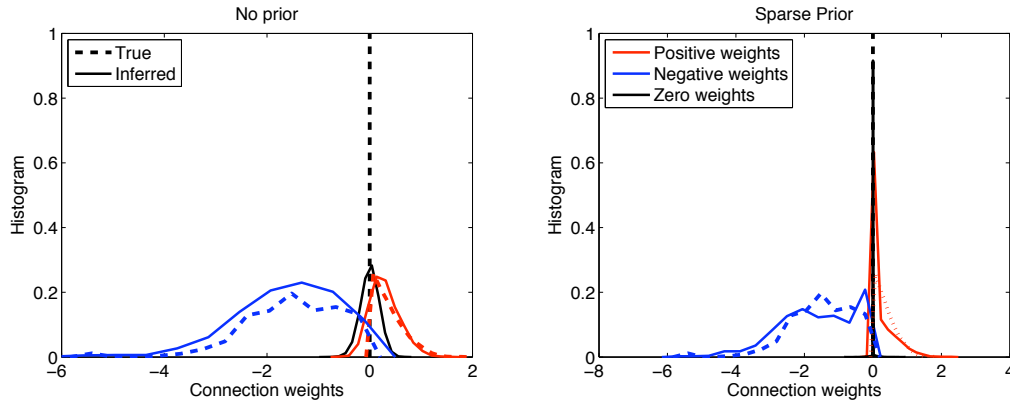 No prior
1
0.8
0.6
0.4
0.2
0
−6
−4
−2
0
2
Histogram
Connection weights
True
Inferred
Sparse Prior
1
0.8
0.6
0.4
0.2
0
−8
−6
−4
−2
0
2
4
Histogram
Connection weights
Positive weights
Negative weights
Zero weights